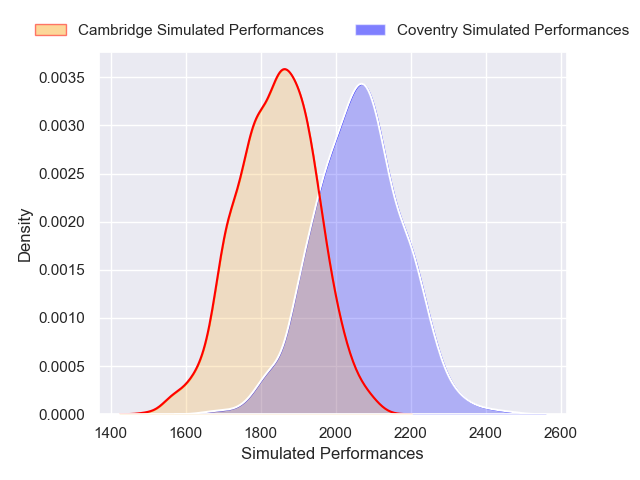 Cambridge Simulated Performances Coventry Simulated Performances
0.0035
0.0030
0.0025
0.0020
0.0015
0.0010
0.0005
0.0000
Density
1400 1600 1800 2000 2200 2400 2600
Simulated Performances